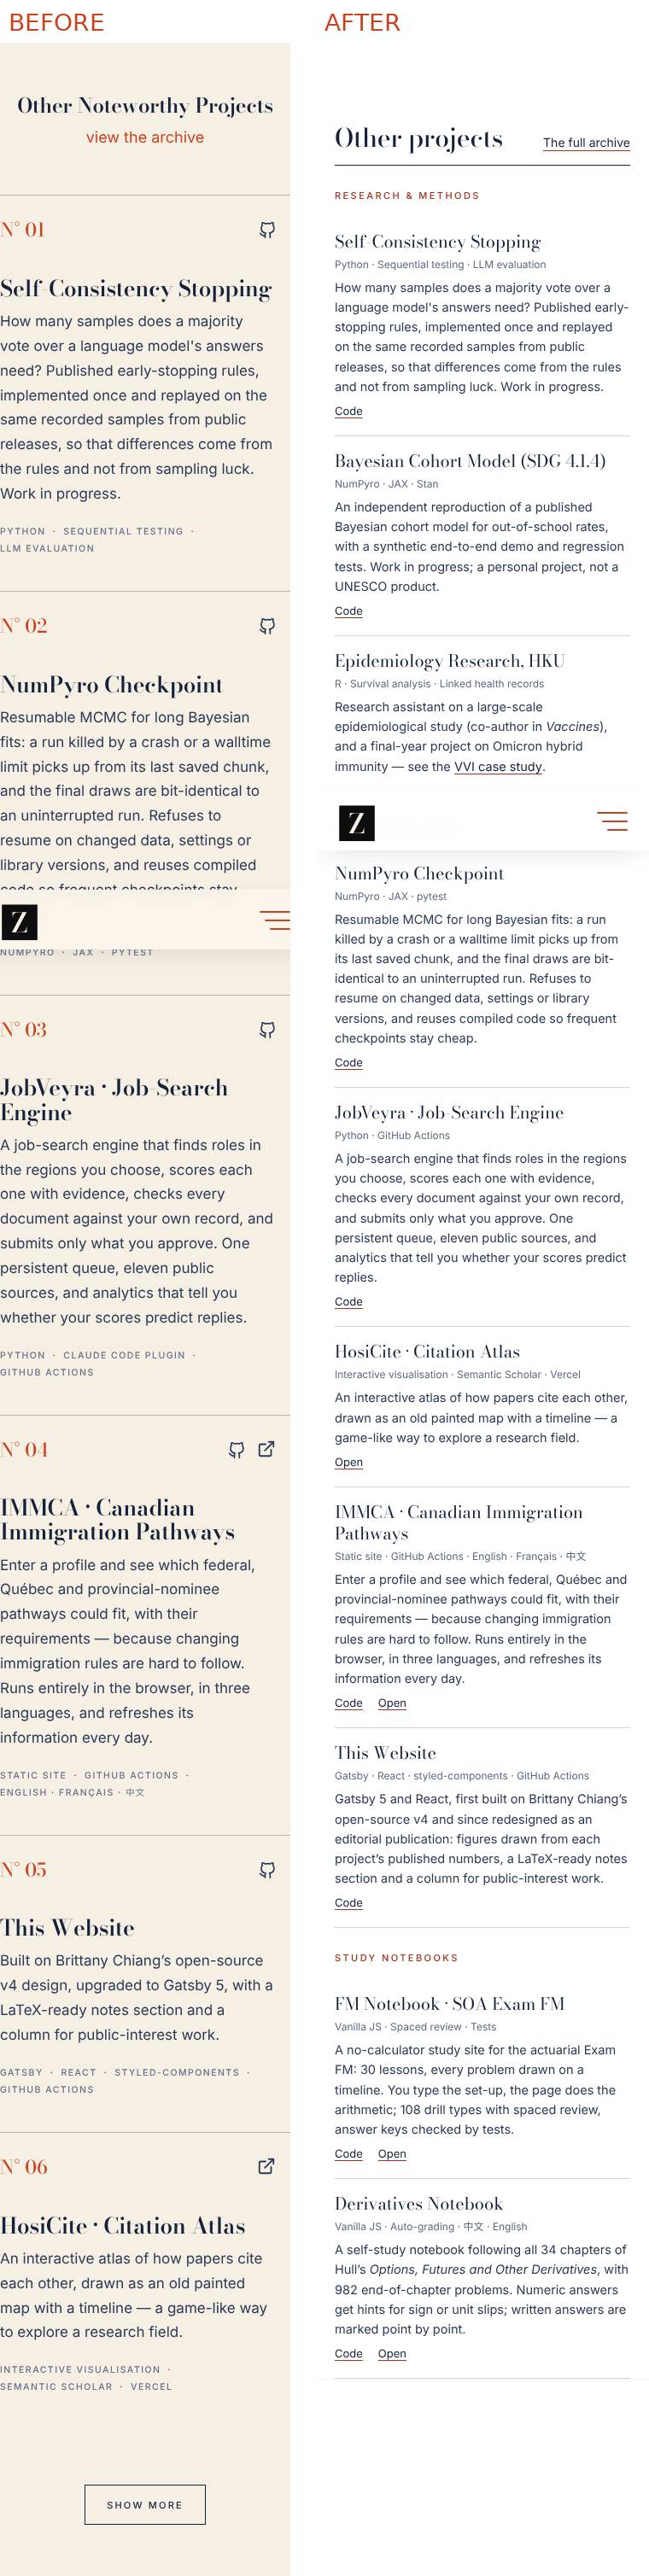 BEFORE
Other Noteworthy Projects
view the archive
N° 01
Self-Consistency Stopping
How many samples does a majority
vote over a language model's answers
need? Published early-stopping rules,
implemented once and replayed on the
same recorded samples from public
releases, so that differences come from
the rules and not from sampling luck.
Work in progress.
PYTHON · SEQUENTIAL TESTING ·
LLM EVALUATION
N° 02
NumPyro Checkpoint
Resumable MCMC for long Bayesian
fits: a run killed by a crash or a walltime
limit picks up from its last saved chunk,
and the final draws are bit-identical to
an uninterrupted run. Refuses to
resume on changed data, settings or
library versions, and reuses compiled
code so frequent checkpoints stay
Z
NUMPYRO · JAX · PYTEST
N° 03
JobVeyra · Job-Search
Engine
A job-search engine that finds roles in
the regions you choose, scores each
one with evidence, checks every
document against your own record, and
submits only what you approve. One
persistent queue, eleven public
sources, and analytics that tell you
whether your scores predict replies.
PYTHON · CLAUDE CODE PLUGIN ·
GITHUB ACTIONS
N° 04
IMMCA · Canadian
Immigration Pathways
Enter a profile and see which federal,
Québec and provincial-nominee
pathways could fit, with their
requirements — because changing
immigration rules are hard to follow.
Runs entirely in the browser, in three
languages, and refreshes its
information every day.
STATIC SITE · GITHUB ACTIONS ·
ENGLISH · FRANÇAIS · 中文
N° 05
This Website
Built on Brittany Chiang’s open-source
v4 design, upgraded to Gatsby 5, with a
LaTeX-ready notes section and a
column for public-interest work.
GATSBY · REACT · STYLED-COMPONENTS ·
GITHUB ACTIONS
N° 06
HosiCite · Citation Atlas
An interactive atlas of how papers cite
each other, drawn as an old painted
map with a timeline — a game-like way
to explore a research field.
INTERACTIVE VISUALISATION ·
SEMANTIC SCHOLAR · VERCEL
SHOW MORE
AFTER
Other projects
The full archive
RESEARCH & METHODS
Self-Consistency Stopping
Python · Sequential testing · LLM evaluation
How many samples does a majority vote over a
language model's answers need? Published early-
stopping rules, implemented once and replayed
on the same recorded samples from public
releases, so that differences come from the rules
and not from sampling luck. Work in progress.
Code
Bayesian Cohort Model (SDG 4.1.4)
NumPyro · JAX · Stan
An independent reproduction of a published
Bayesian cohort model for out-of-school rates,
with a synthetic end-to-end demo and regression
tests. Work in progress; a personal project, not a
UNESCO product.
Code
Epidemiology Research, HKU
R · Survival analysis · Linked health records
Research assistant on a large-scale
epidemiological study (co-author in Vaccines),
and a final-year project on Omicron hybrid
immunity — see the VVI case study.
Z
NumPyro Checkpoint
NumPyro · JAX · pytest
Resumable MCMC for long Bayesian fits: a run
killed by a crash or a walltime limit picks up from
its last saved chunk, and the final draws are bit-
identical to an uninterrupted run. Refuses to
resume on changed data, settings or library
versions, and reuses compiled code so frequent
checkpoints stay cheap.
Code
JobVeyra · Job-Search Engine
Python · GitHub Actions
A job-search engine that finds roles in the regions
you choose, scores each one with evidence,
checks every document against your own record,
and submits only what you approve. One
persistent queue, eleven public sources, and
analytics that tell you whether your scores predict
replies.
Code
HosiCite · Citation Atlas
Interactive visualisation · Semantic Scholar · Vercel
An interactive atlas of how papers cite each other,
drawn as an old painted map with a timeline — a
game-like way to explore a research field.
Open
IMMCA · Canadian Immigration
Pathways
Static site · GitHub Actions · English · Français · 中文
Enter a profile and see which federal, Québec and
provincial-nominee pathways could fit, with their
requirements — because changing immigration
rules are hard to follow. Runs entirely in the
browser, in three languages, and refreshes its
information every day.
Code Open
This Website
Gatsby · React · styled-components · GitHub Actions
Gatsby 5 and React, first built on Brittany Chiang’s
open-source v4 and since redesigned as an
editorial publication: figures drawn from each
project’s published numbers, a LaTeX-ready notes
section and a column for public-interest work.
Code
STUDY NOTEBOOKS
FM Notebook · SOA Exam FM
Vanilla JS · Spaced review · Tests
A no-calculator study site for the actuarial Exam
FM: 30 lessons, every problem drawn on a
timeline. You type the set-up, the page does the
arithmetic; 108 drill types with spaced review,
answer keys checked by tests.
Code Open
Derivatives Notebook
Vanilla JS · Auto-grading · 中文 · English
A self-study notebook following all 34 chapters of
Hull’s Options, Futures and Other Derivatives, with
982 end-of-chapter problems. Numeric answers
get hints for sign or unit slips; written answers are
marked point by point.
Code Open